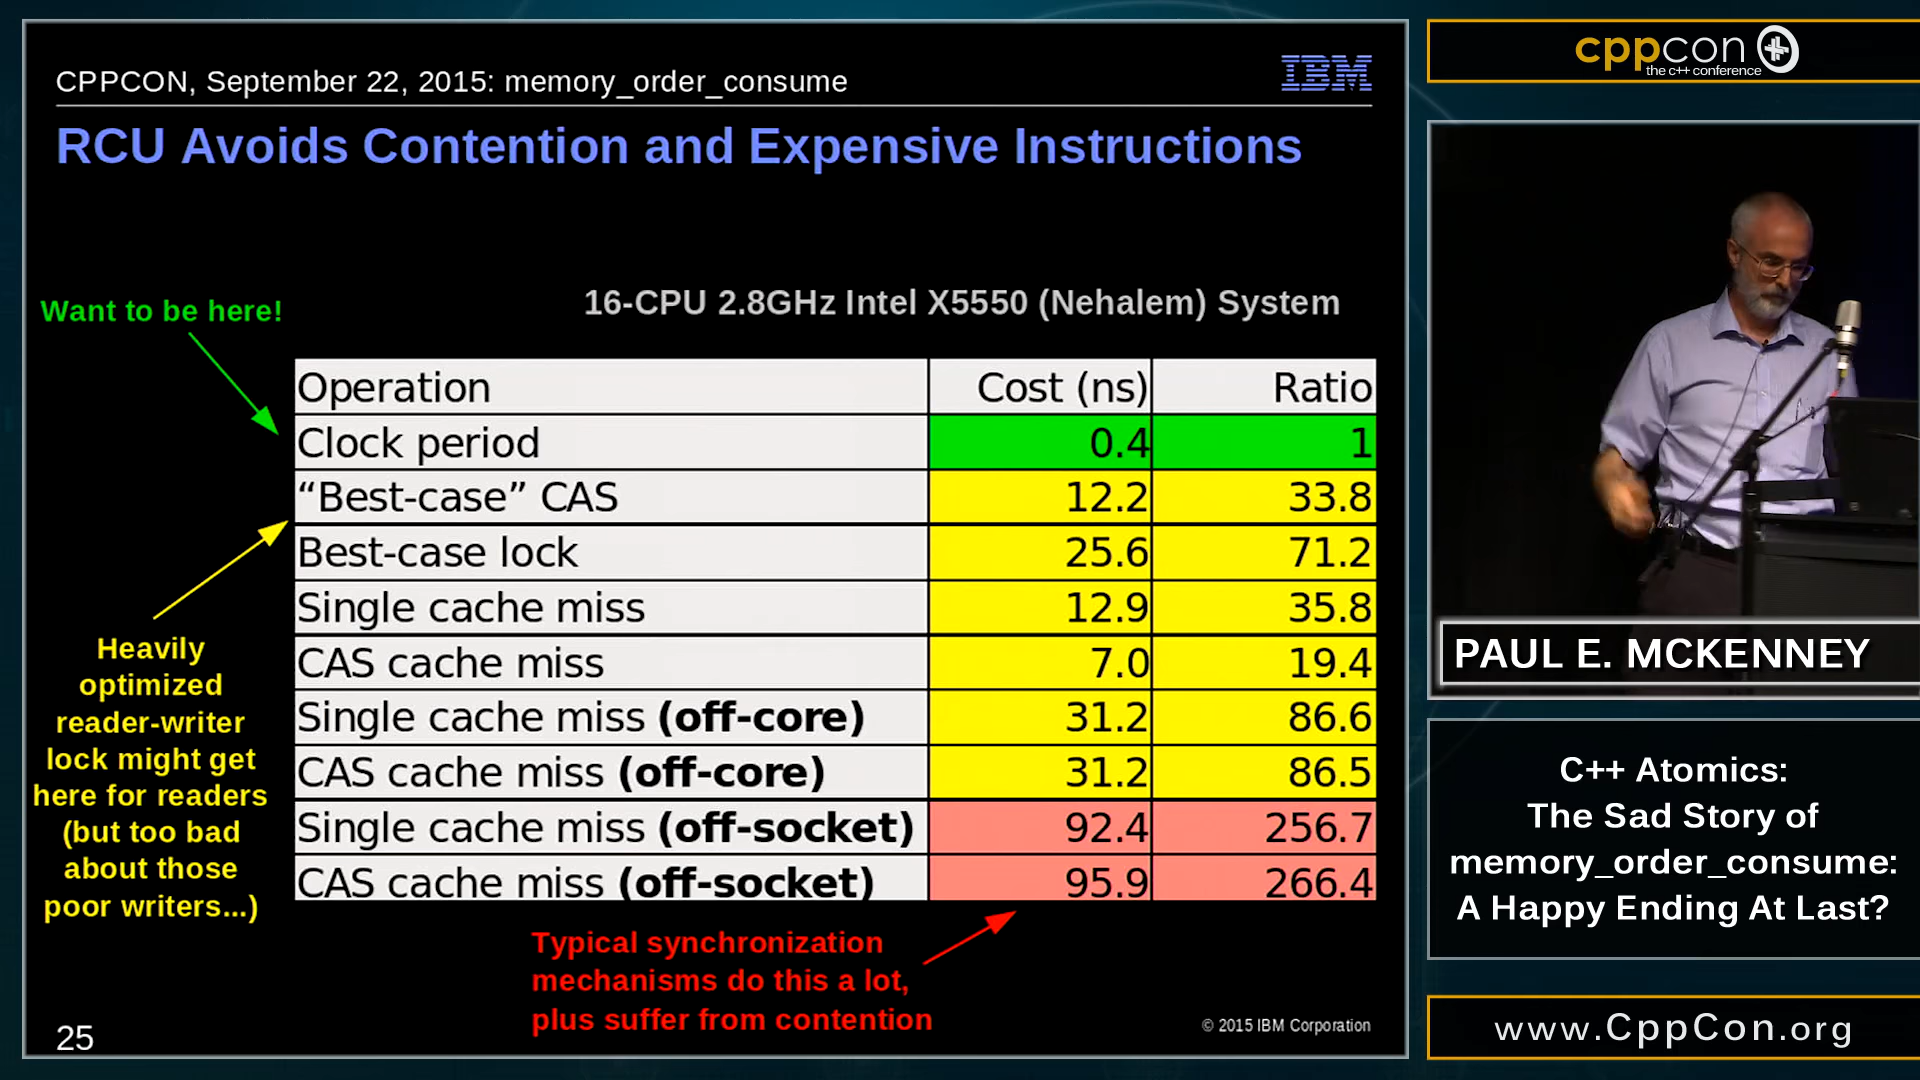 CPPCON, September 22, 2015: memory_order_consume
IBM
RCU Avoids Contention and Expensive Instructions
Want to be here!
16-CPU 2.8GHz Intel X5550 (Nehalem) System
Operation Cost (ns) Ratio
Clock period 0.4 1
“Best-case” CAS 12.2 33.8
Best-case lock 25.6 71.2
Single cache miss 12.9 35.8
CAS cache miss 7.0 19.4
Single cache miss (off-core) 31.2 86.6
CAS cache miss (off-core) 31.2 86.5
Single cache miss (off-socket) 92.4 256.7
CAS cache miss (off-socket) 95.9 266.4
Heavily
optimized
reader-writer
lock might get
here for readers
(but too bad
about those
poor writers...)
Typical synchronization
mechanisms do this a lot,
plus suffer from contention
25
© 2015 IBM Corporation
cppcon
the c++ conference
PAUL E. MCKENNEY
C++ Atomics:
The Sad Story of
memory_order_consume:
A Happy Ending At Last?
www.CppCon.org